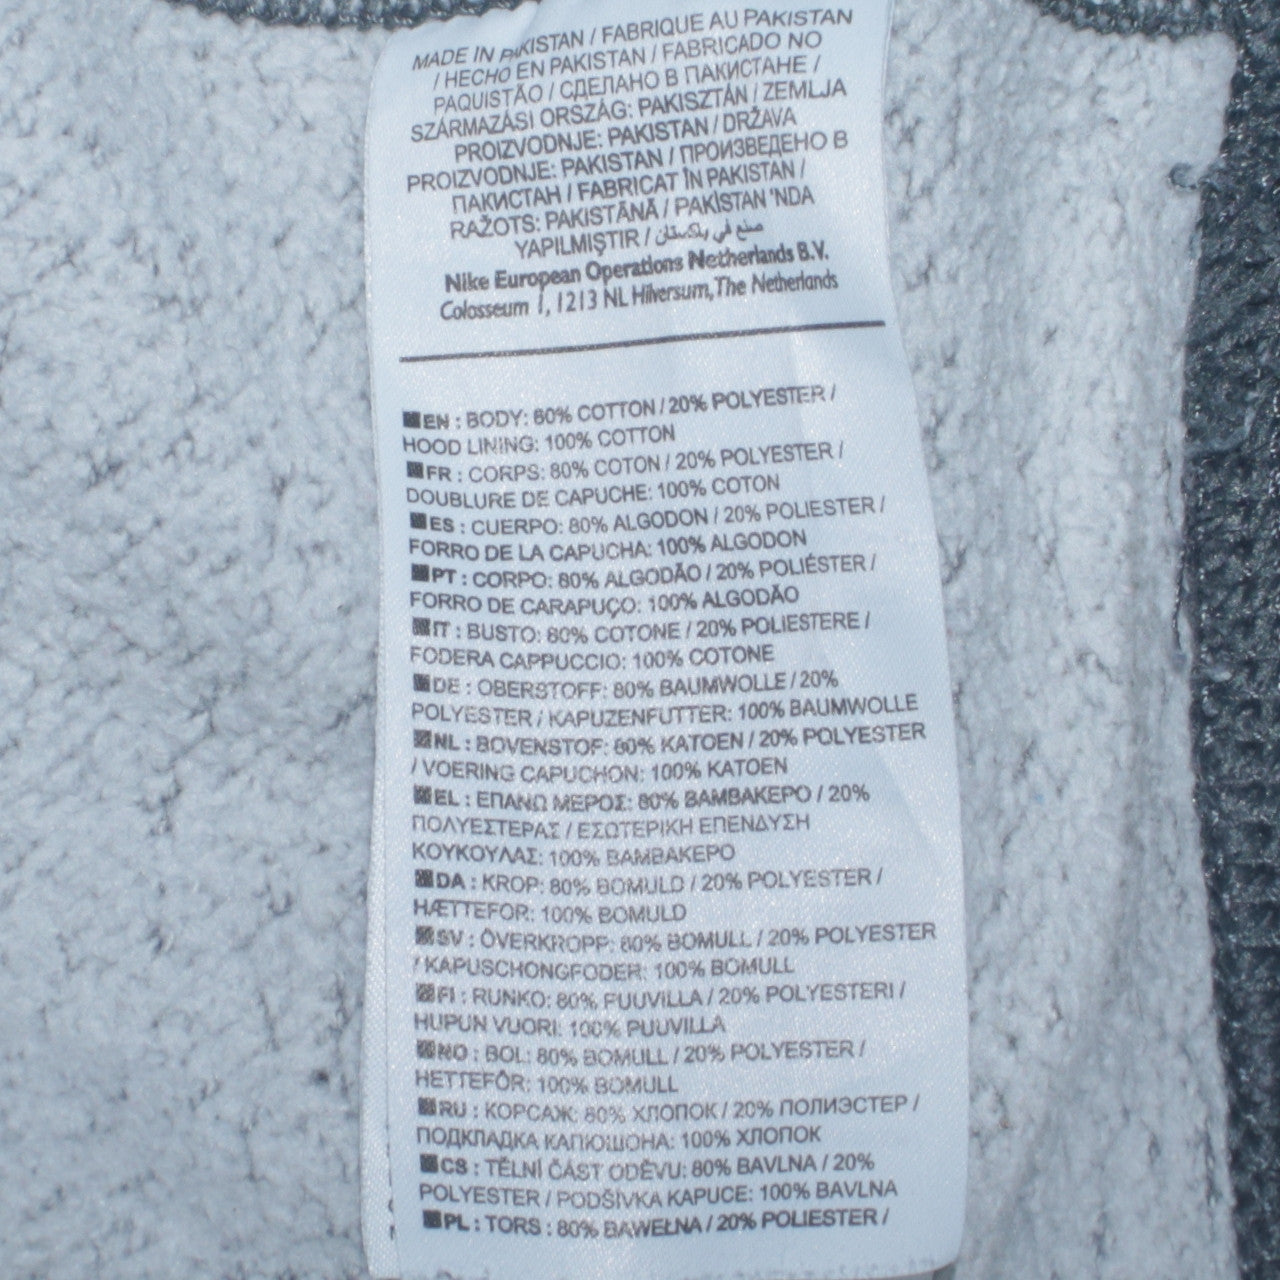 MADE IN PAKISTAN / FABRIQUE AU PAKISTAN
/ HECHO EN PAKISTAN / FABRICADO NO
PAQUISTÃO / СДЕЛАНО В ПАКИСТАНЕ /
SZÁRMAZÁSI ORSZÁG: PAKISZTÁN / ZEMLJA
PROIZVODNJE: PAKISTAN / DRŽAVA
PROIZVODNJE: PAKISTAN / ПРОИЗВЕДЕНО В
ПАКИСТАН / FABRICAT ÎN PAKISTAN /
RAŽOTS: PAKISTĀNĀ / PAKİSTAN 'NDA
YAPILMIŞTIR / صنع في باكستان
Nike European Operations Netherlands B.V.
Colosseum 1, 1213 NL Hilversum, The Netherlands
EN : BODY: 80% COTTON / 20% POLYESTER /
HOOD LINING: 100% COTTON
FR : CORPS: 80% COTON / 20% POLYESTER /
DOUBLURE DE CAPUCHE: 100% COTON
ES : CUERPO: 80% ALGODON / 20% POLIESTER /
FORRO DE LA CAPUCHA: 100% ALGODON
PT : CORPO: 80% ALGODÃO / 20% POLIÉSTER /
FORRO DE CARAPUÇO: 100% ALGODÃO
IT : BUSTO: 80% COTONE / 20% POLIESTERE /
FODERA CAPPUCCIO: 100% COTONE
DE : OBERSTOFF: 80% BAUMWOLLE / 20%
POLYESTER / KAPUZENFUTTER: 100% BAUMWOLLE
NL : BOVENSTOF: 80% KATOEN / 20% POLYESTER
/ VOERING CAPUCHON: 100% KATOEN
EL : ΕΠΑΝΩ ΜΕΡΟΣ: 80% ΒΑΜΒΑΚΕΡΟ / 20%
ΠΟΛΥΕΣΤΕΡΑΣ / ΕΣΩΤΕΡΙΚΗ ΕΠΕΝΔΥΣΗ
ΚΟΥΚΟΥΛΑΣ: 100% ΒΑΜΒΑΚΕΡΟ
DA : KROP: 80% BOMULD / 20% POLYESTER /
HÆTTEFOR: 100% BOMULD
SV : ÖVERKROPP: 80% BOMULL / 20% POLYESTER
/ KAPUSCHONGFODER: 100% BOMULL
FI : RUNKO: 80% PUUVILLA / 20% POLYESTERI /
HUPUN VUORI: 100% PUUVILLA
NO : BOL: 80% BOMULL / 20% POLYESTER /
HETTEFÔR: 100% BOMULL
RU : КОРСАЖ: 80% ХЛОПОК / 20% ПОЛИЭСТЕР /
ПОДКЛАДКА КАПЮШОНА: 100% ХЛОПОК
CS : TĚLNÍ ČÁST ODĚVU: 80% BAVLNA / 20%
POLYESTER / PODŠÍVKA KAPUCE: 100% BAVLNA
PL : TORS : 80% BAWEŁNA / 20% POLIESTER /